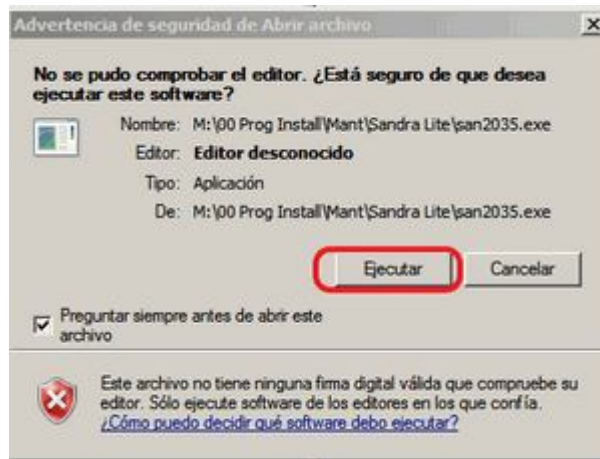 Advertencia de seguridad de Abrir archivo
No se pudo comprobar el editor. ¿Está seguro de que desea
ejecutar este software?
Nombre: M:\00 Prog Install\Mant\Sandra Lite\san2035.exe
Editor: Editor desconocido
Tipo: Aplicación
De: M:\00 Prog Install\Mant\Sandra Lite\san2035.exe
Ejecutar Cancelar
Preguntar siempre antes de abrir este
archivo
Este archivo no tiene ninguna firma digital válida que compruebe su
editor. Sólo ejecute software de los editores en los que confía.
¿Cómo puedo decidir qué software debo ejecutar?